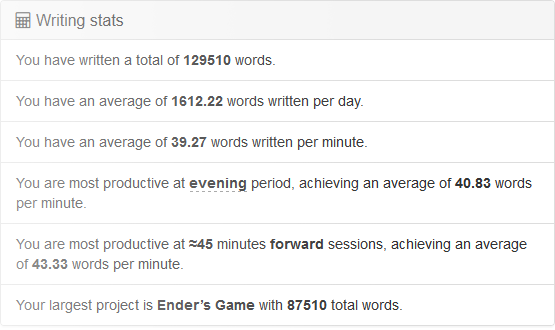 Writing stats
You have written a total of 129510 words.
You have an average of 1612.22 words written per day.
You have an average of 39.27 words written per minute.
You are most productive at evening period, achieving an average of 40.83 words
per minute.
You are most productive at ≈45 minutes forward sessions, achieving an average
of 43.33 words per minute.
Your largest project is Ender’s Game with 87510 total words.